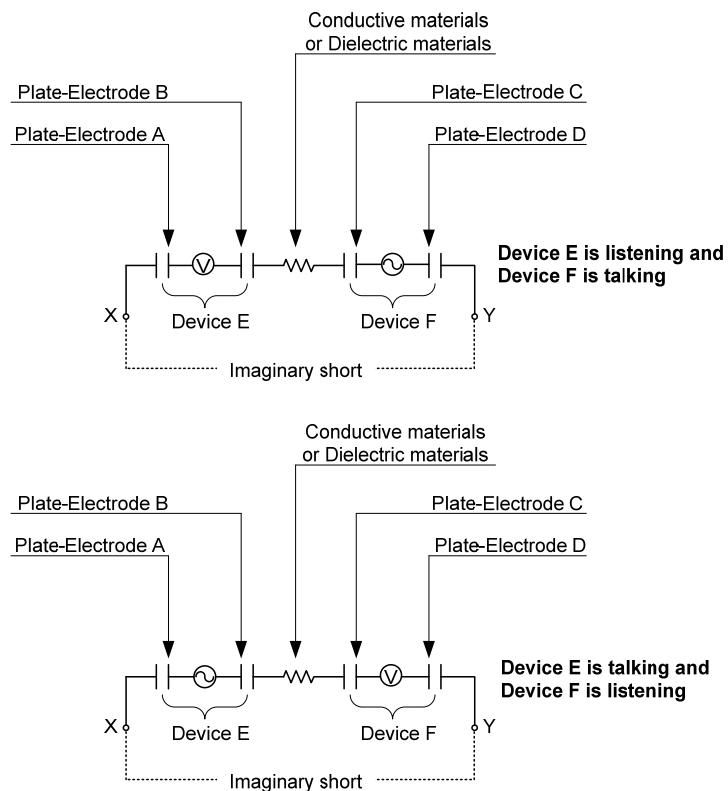 Conductive materials
or Dielectric materials
Plate-Electrode B
Plate-Electrode C
Plate-Electrode A
Plate-Electrode D
V
Device E is listening and
Device F is talking
X
Device E
Device F
Y
Imaginary short
Conductive materials
or Dielectric materials
Plate-Electrode B
Plate-Electrode C
Plate-Electrode A
Plate-Electrode D
V
Device E is talking and
Device F is listening
X
Device E
Device F
Y
Imaginary short